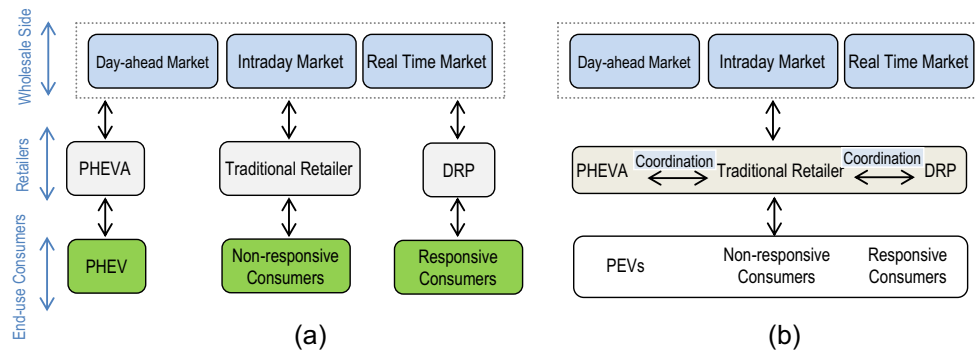 Wholesale Side
Day-ahead Market
Intraday Market
Real Time Market
Retailers
PHEVA
Traditional Retailer
DRP
End-use Consumers
PHEV
Non-responsive
Consumers
Responsive
Consumers
(a)
Day-ahead Market
Intraday Market
Real Time Market
PHEVA
Coordination
Traditional Retailer
Coordination
DRP
PEVs
Non-responsive
Consumers
Responsive
Consumers
(b)